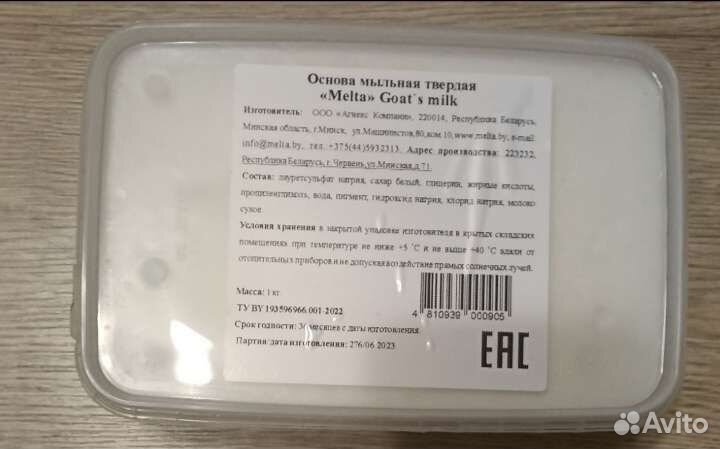 Основа мыльная твердая
«Melta» Goat`s milk
Изготовитель: ООО «Агиекс Компани», 220014, Республика Беларусь,
Минская область, г.Минск, ул.Машинистов,80,ком.10,www.melta.by, e-mail:
info@melta.by, тел. +375(44)5932313. Адрес производства: 223232,
Республика Беларусь, г. Червень,ул.Минская,д.71.
Состав: лауретсульфат натрия, сахар белый, глицерин, жирные кислоты,
пропиленгликоль, вода, пигмент, гидроксид натрия, хлорид натрия, молоко
сухое.
Условия хранения в закрытой упаковке изготовителя в крытых складских
помещениях при температуре не ниже +5 ˚С и не выше +40 ˚С вдали от
отопительных приборов и не допуская воздействие прямых солнечных лучей.
Масса: 1 кг.
ТУ BY 193596966.001-2022
Срок годности: 36 месяцев с даты изготовления
Партия/дата изготовления: 276/06.2023
4 810939 000905
EAC
Avito